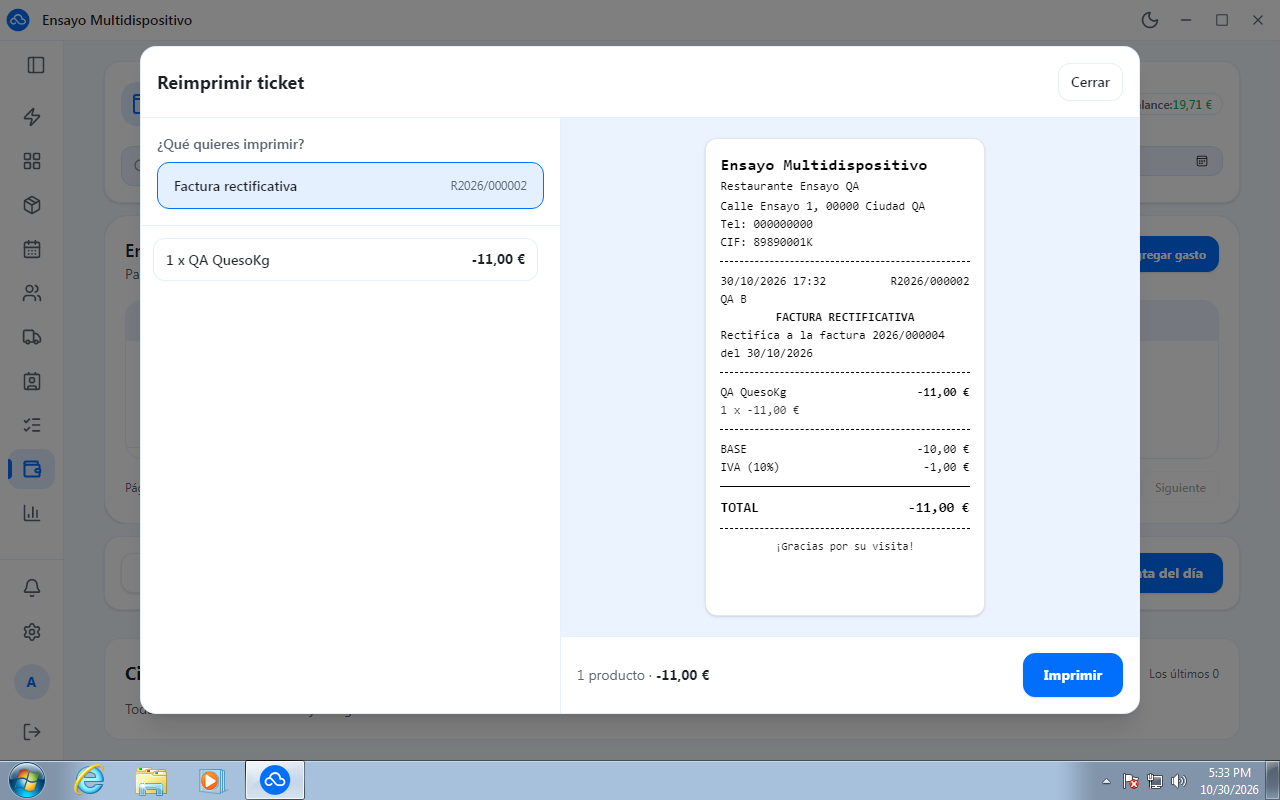 Ensayo Multidispositivo
Reimprimir ticket
Cerrar
¿Qué quieres imprimir?
Factura rectificativa R2026/000002
1 x QA QuesoKg -11,00 €
Ensayo Multidispositivo
Restaurante Ensayo QA
Calle Ensayo 1, 00000 Ciudad QA
Tel: 000000000
CIF: 89890001K
30/10/2026 17:32 R2026/000002
QA B
FACTURA RECTIFICATIVA
Rectifica a la factura 2026/000004
del 30/10/2026
QA QuesoKg -11,00 €
1 x -11,00 €
BASE -10,00 €
IVA (10%) -1,00 €
TOTAL -11,00 €
¡Gracias por su visita!
1 producto · -11,00 €
Imprimir
lance:19,71 €
regar gasto
Siguiente
ta del día
Los últimos 0
A
5:33 PM
10/30/2026